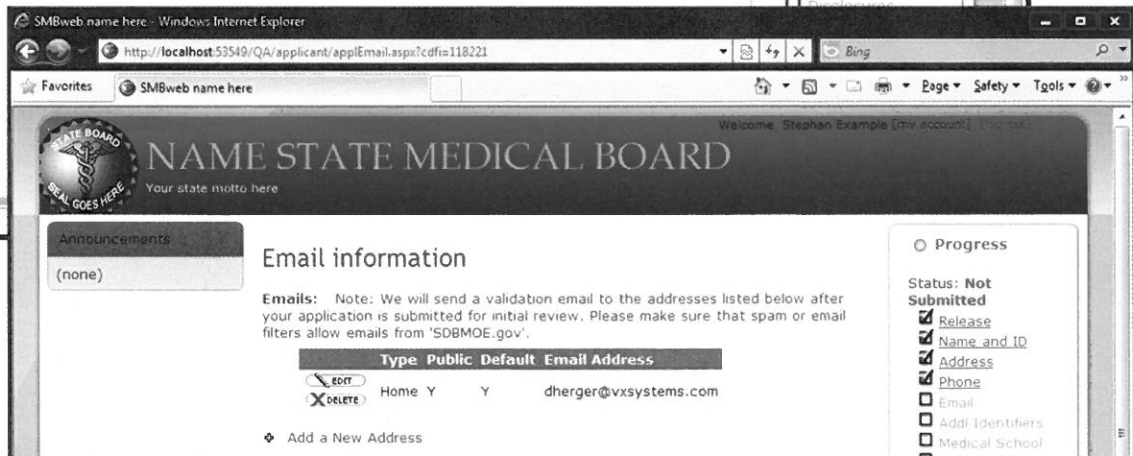 Disclosures
SMBweb name here - Windows Internet Explorer
http://localhost:53549/QA/applicant/applEmail.aspx?cdfi=118221
Bing
Favorites SMBweb name here
Page Safety Tools
Welcome Stephan Example [my account] [log out]
STATE BOARD
SEAL GOES HERE
NAME STATE MEDICAL BOARD
Your state motto here
Announcements
(none)
Email information
Emails: Note: We will send a validation email to the addresses listed below after
your application is submitted for initial review. Please make sure that spam or email
filters allow emails from 'SDBMOE.gov'.
Type Public Default Email Address
EDIT
DELETE
Home Y Y dherger@vxsystems.com
Add a New Address
Progress
Status: Not
Submitted
Release
Name and ID
Address
Phone
Email
Addl Identifiers
Medical School